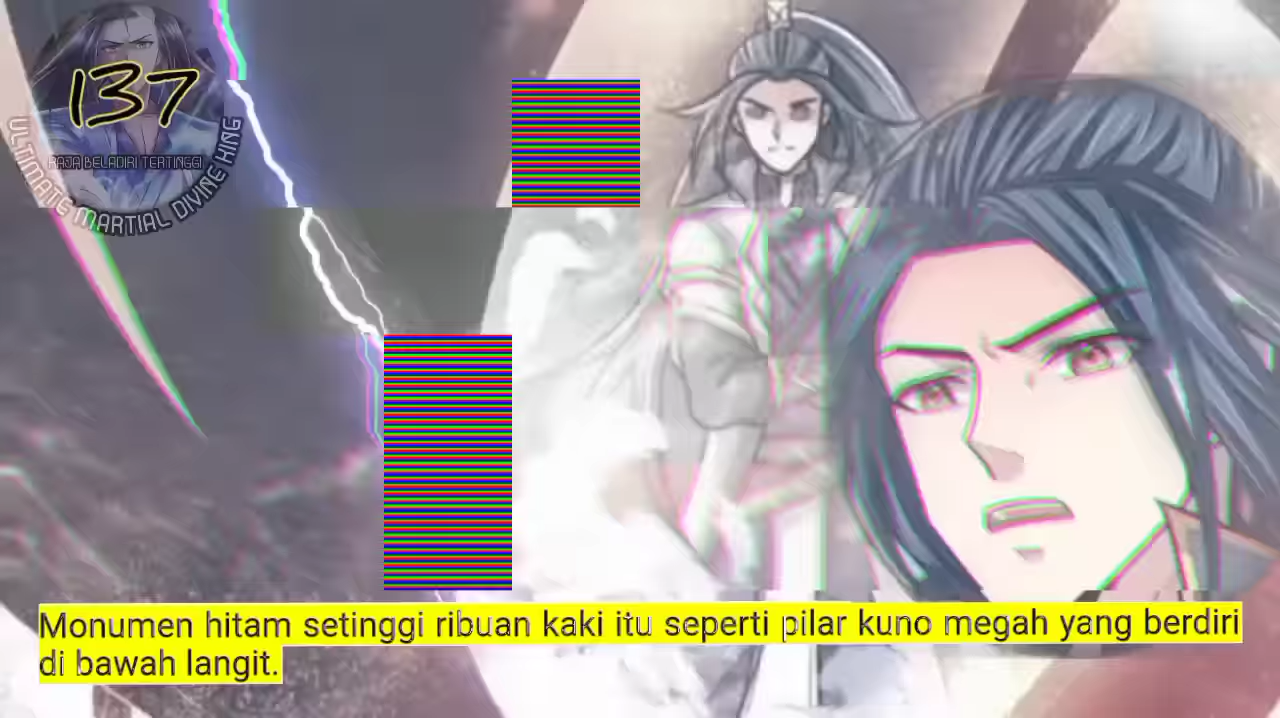 137
RAJA BELADIRI TERTINGGI
ULTIMATE MARTIAL DIVINE KING
Monumen hitam setinggi ribuan kaki itu seperti pilar kuno megah yang berdiri
di bawah langit.